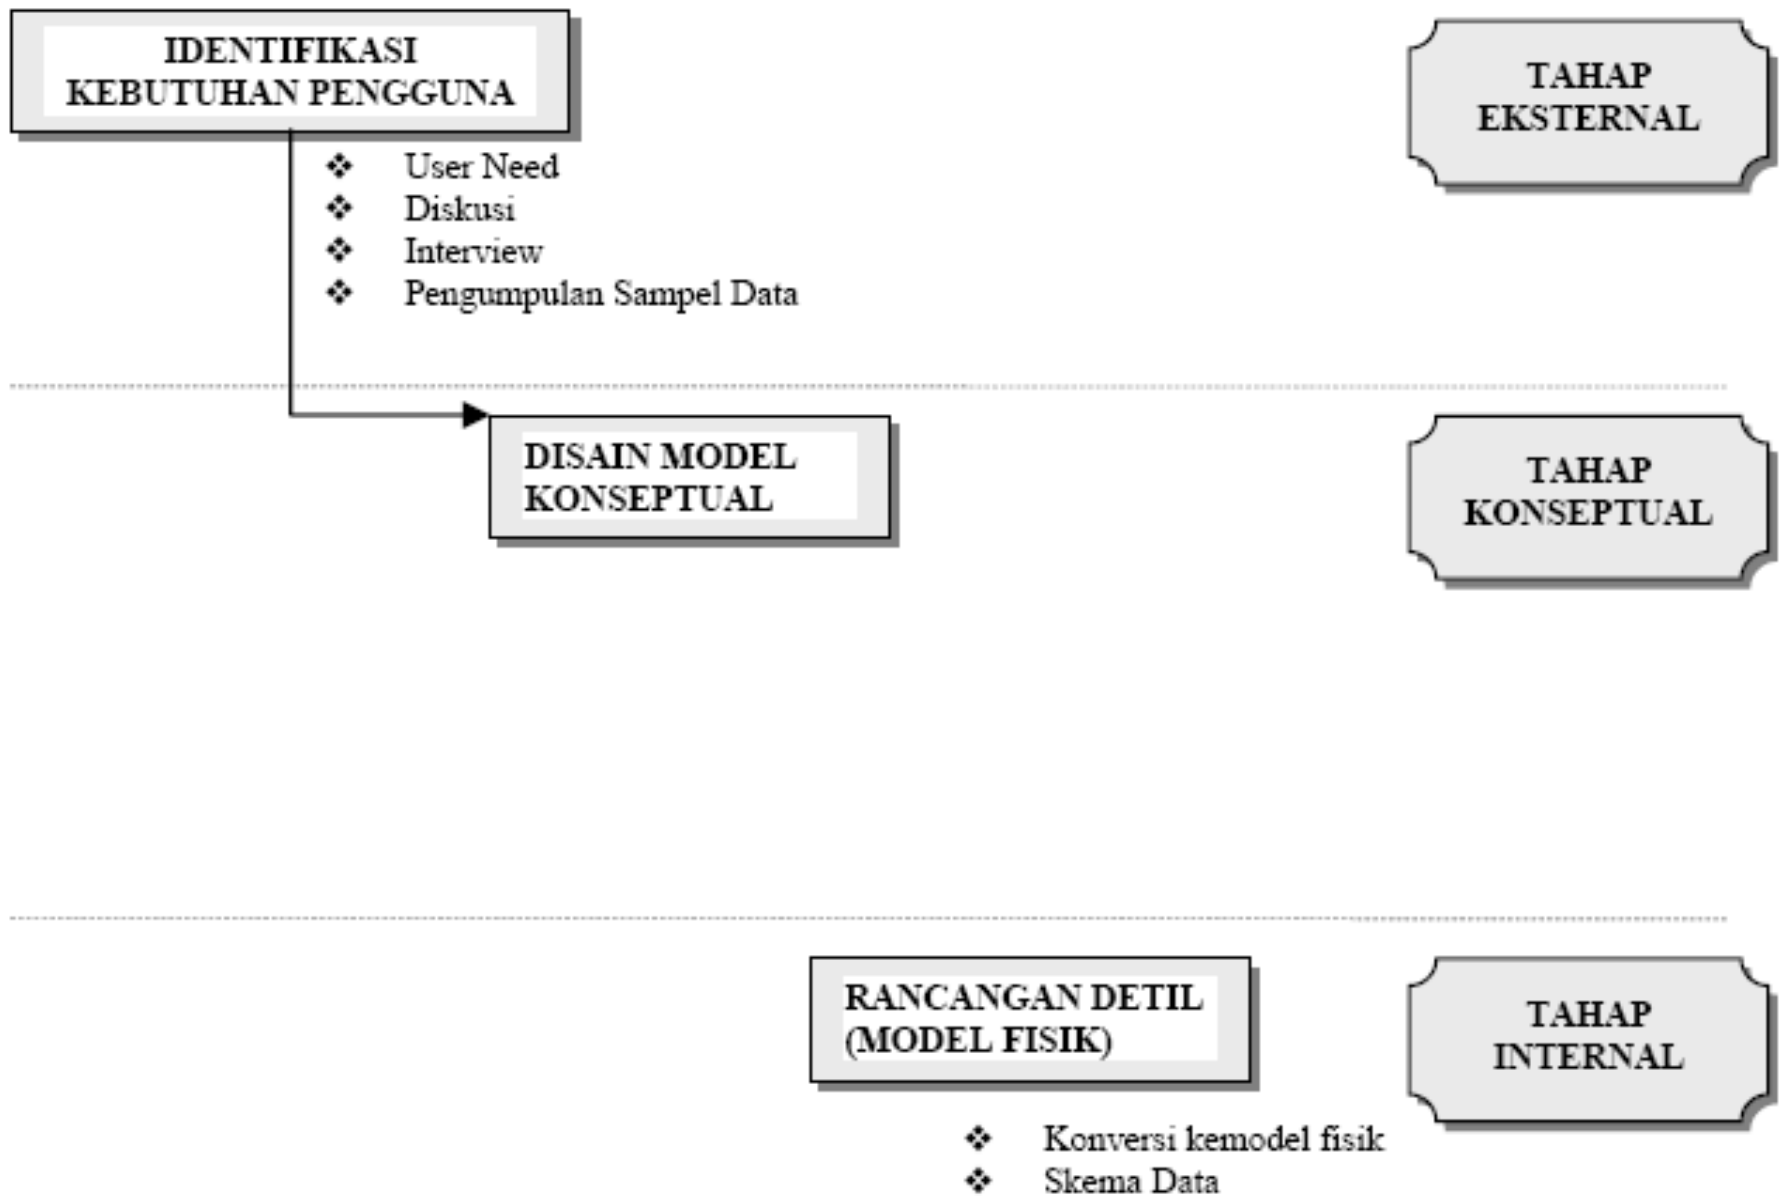 IDENTIFIKASI
KEBUTUHAN PENGGUNA
TAHAP
EKSTERNAL
❖ User Need
❖ Diskusi
❖ Interview
❖ Pengumpulan Sampel Data
DISAIN MODEL
KONSEPTUAL
TAHAP
KONSEPTUAL
RANCANGAN DETIL
(MODEL FISIK)
TAHAP
INTERNAL
❖ Konversi kemodel fisik
❖ Skema Data